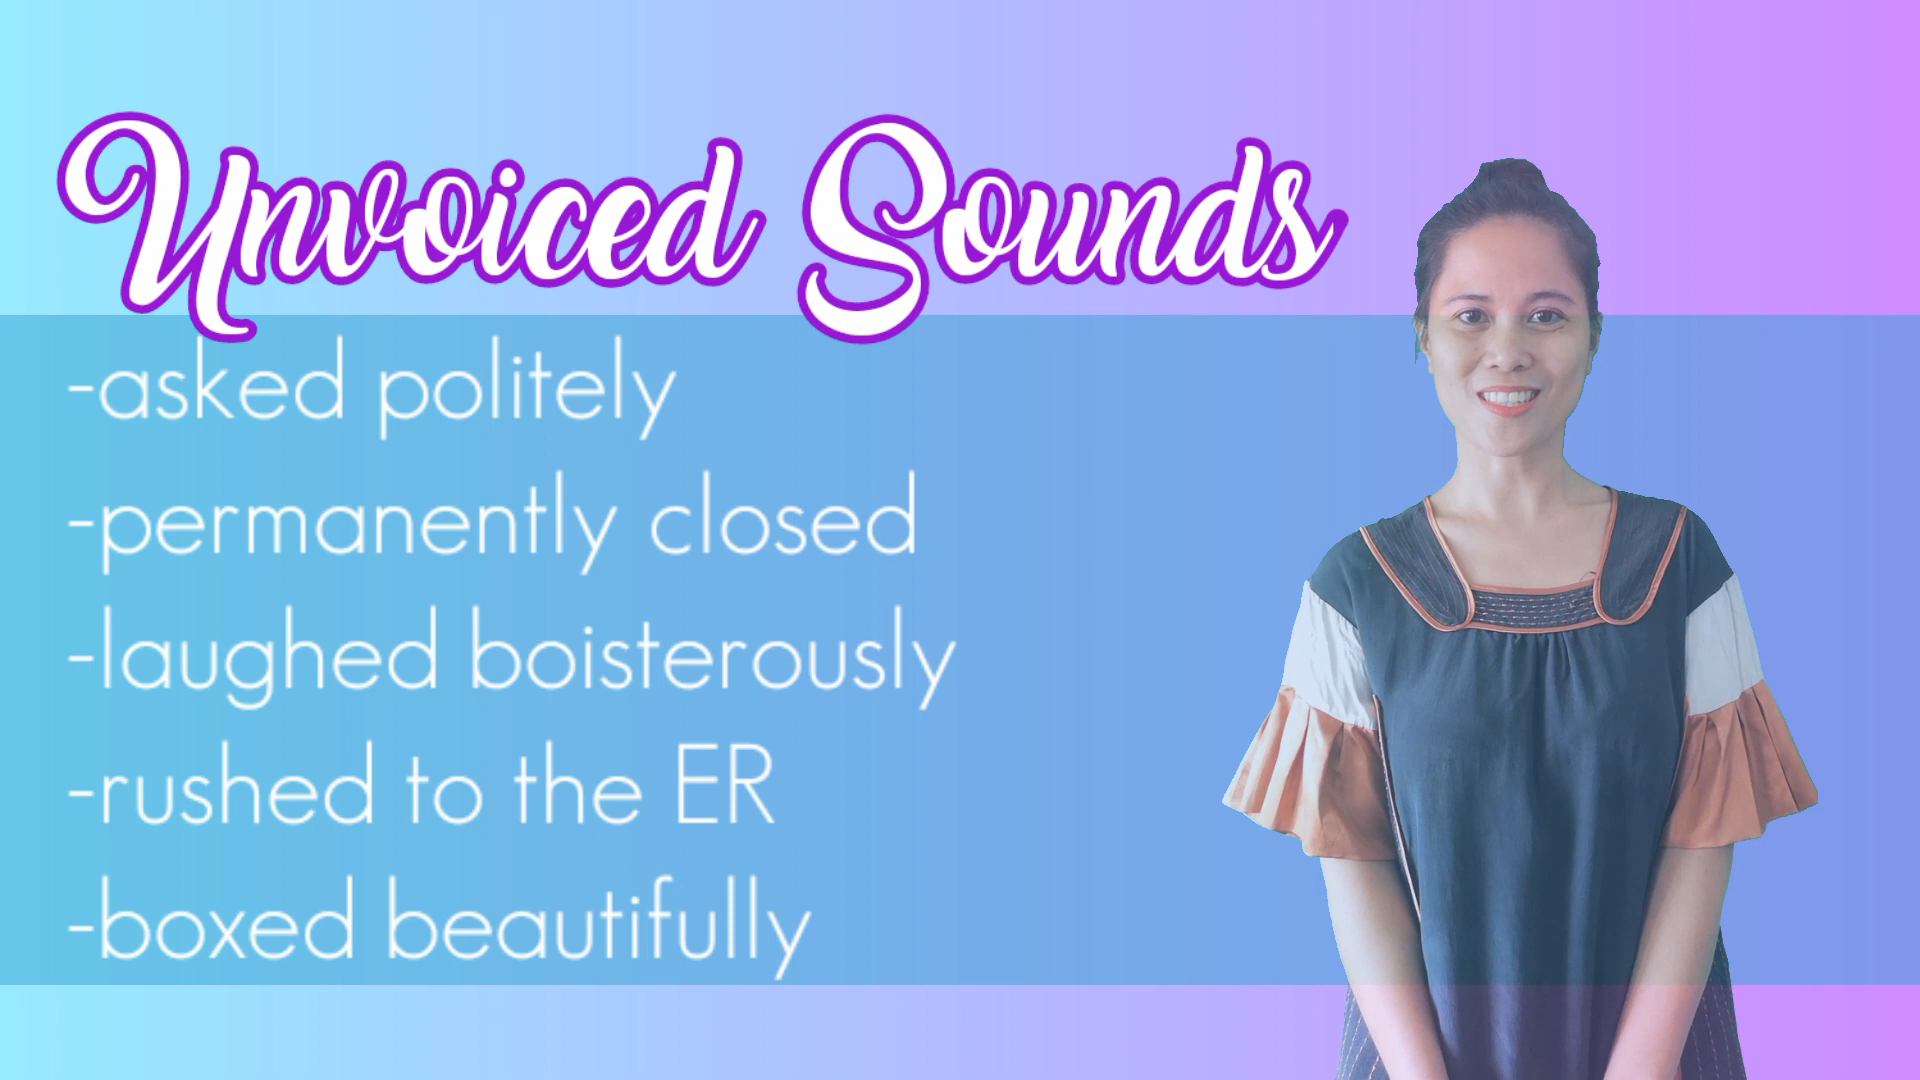 Unvoiced Sounds
-asked politely
-permanently closed
-laughed boisterously
-rushed to the ER
-boxed beautifully